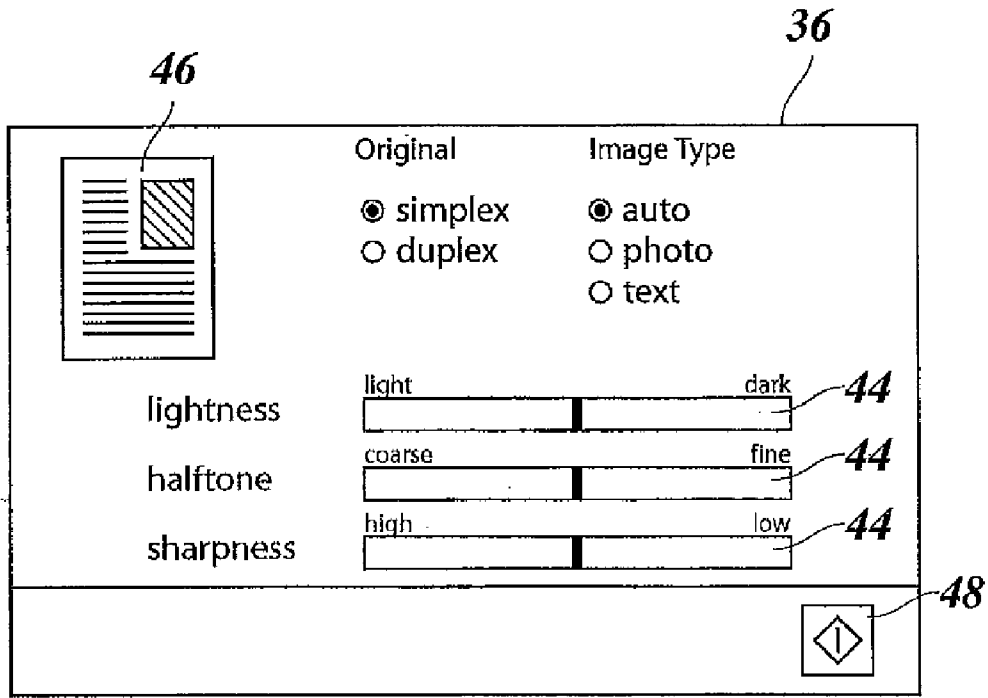 36
46
Original Image Type
simplex auto
duplex photo
text
light dark
lightness 44
coarse fine
halftone 44
high low
sharpness 44
48